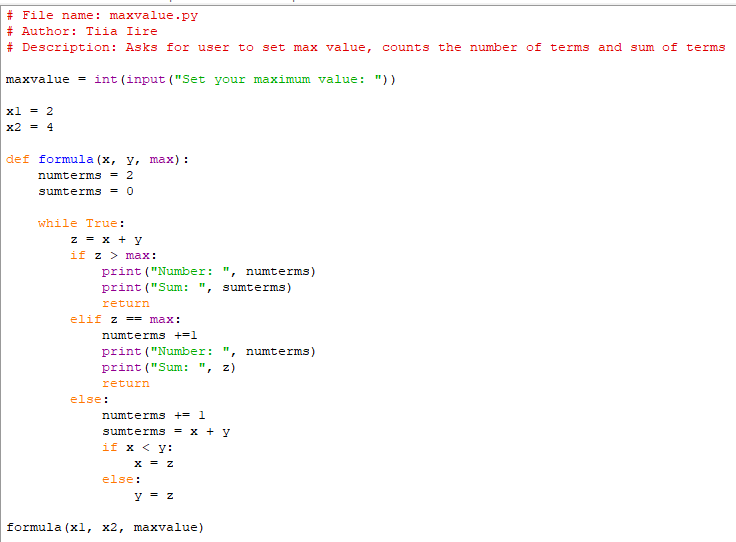 # File name: maxvalue.py
# Author: Tiia Iire
# Description: Asks for user to set max value, counts the number of terms and sum of terms
maxvalue = int(input("Set your maximum value: "))
x1 = 2
x2 = 4
def formula(x, y, max):
    numterms = 2
    sumterms = 0
    while True:
        z = x + y
        if z > max:
            print("Number: ", numterms)
            print("Sum: ", sumterms)
            return
        elif z == max:
            numterms +=1
            print("Number: ", numterms)
            print("Sum: ", z)
            return
        else:
            numterms += 1
            sumterms = x + y
            if x < y:
                x = z
            else:
                y = z
formula(x1, x2, maxvalue)